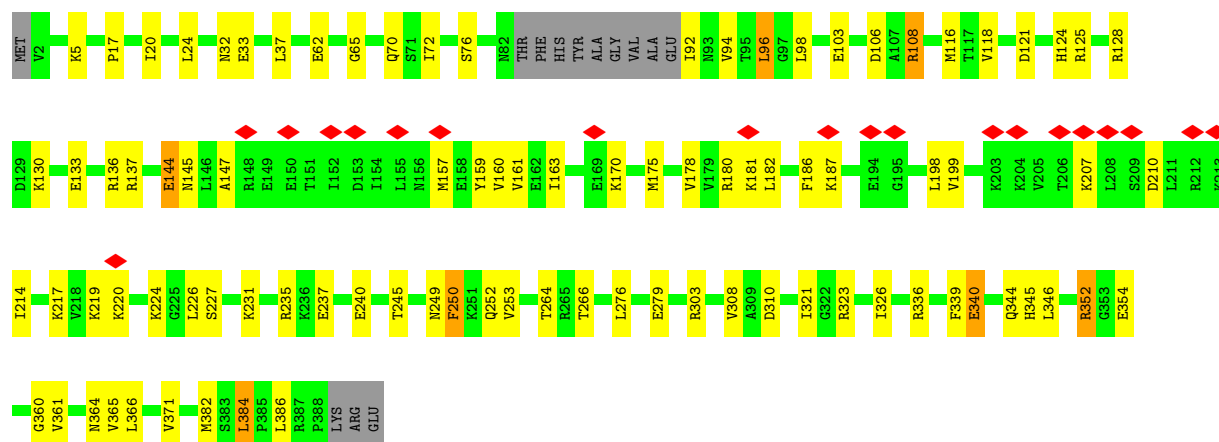 MET V2 K5 P17 I20 L24 N32 E33 L37 E62 G65 Q70 S71 I72 S76 N82 THR PHE HIS TYR ALA GLY VAL ALA GLU I92 N93 V94 T95 L96 G97 L98 E103 D106 A107 R108 M116 T117 V118 D121 H124 R125 R128
D129 K130 E133 R136 R137 E144 N145 L146 A147 R148 E149 E150 T151 I152 D153 I154 L155 N156 M157 E158 Y159 V160 V161 E162 I163 E169 K170 M175 V178 V179 R180 K181 L182 F186 K187 E194 G195 L198 V199 K203 K204 V205 T206 K207 L208 S209 D210 L211 R212 K213
I214 K217 V218 K219 K220 K224 G225 L226 S227 K231 R235 K236 E237 E240 T245 N249 F250 K251 Q252 V253 T264 R265 T266 L276 E279 R303 V308 A309 D310 I321 G322 R323 I326 R336 F339 E340 Q344 H345 L346 R352 G353 E354
G360 V361 N364 V365 L366 V371 M382 S383 L384 P385 L386 R387 P388 LYS ARG GLU